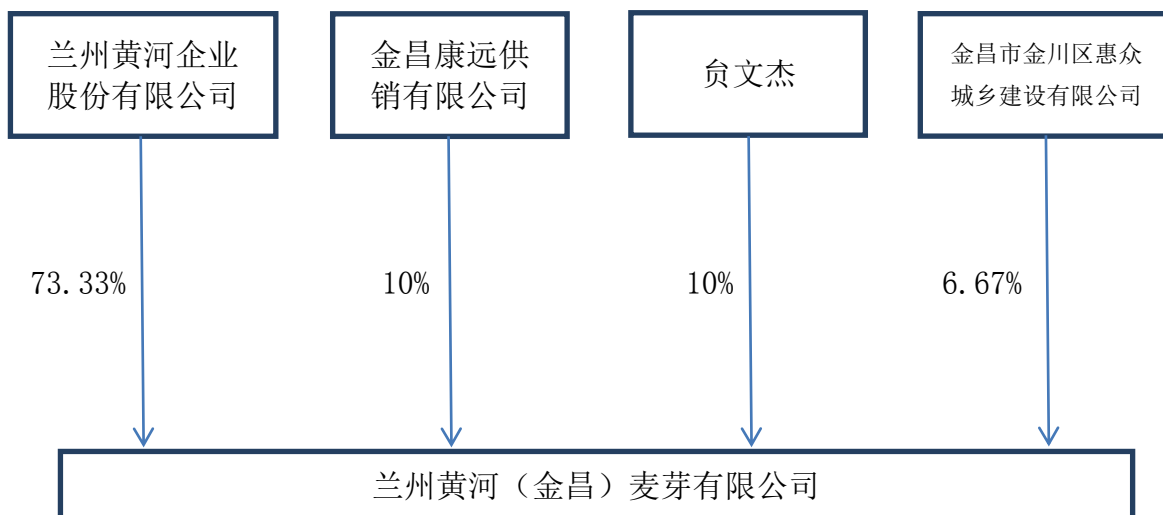 兰州黄河企业
股份有限公司
金昌康远供
销有限公司
贠文杰
金昌市金川区惠众
城乡建设有限公司
73.33%
10%
10%
6.67%
兰州黄河（金昌）麦芽有限公司